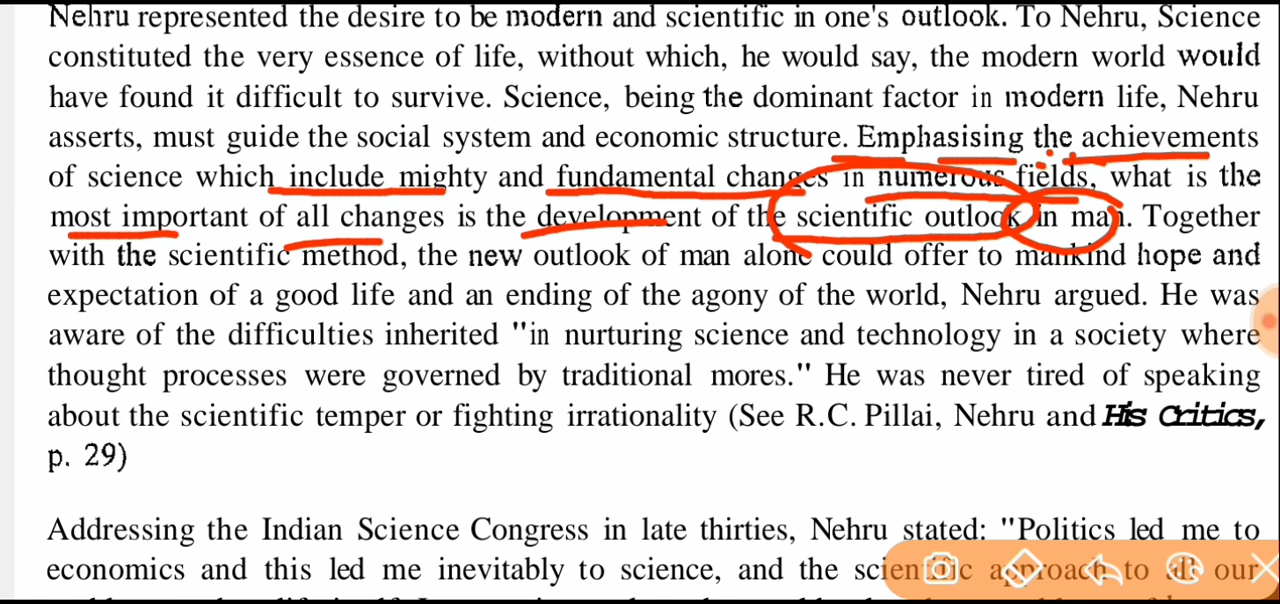 Nehru represented the desire to be modern and scientific in one's outlook. To Nehru, Science
constituted the very essence of life, without which, he would say, the modern world would
have found it difficult to survive. Science, being the dominant factor in modern life, Nehru
asserts, must guide the social system and economic structure. Emphasising the achievements
of science which include mighty and fundamental changes in numerous fields, what is the
most important of all changes is the development of the scientific outlook in man. Together
with the scientific method, the new outlook of man alone could offer to mankind hope and
expectation of a good life and an ending of the agony of the world, Nehru argued. He was
aware of the difficulties inherited "in nurturing science and technology in a society where
thought processes were governed by traditional mores." He was never tired of speaking
about the scientific temper or fighting irrationality (See R.C. Pillai, Nehru and His Critics,
p. 29)
Addressing the Indian Science Congress in late thirties, Nehru stated: "Politics led me to
economics and this led me inevitably to science, and the scientific approach to all our